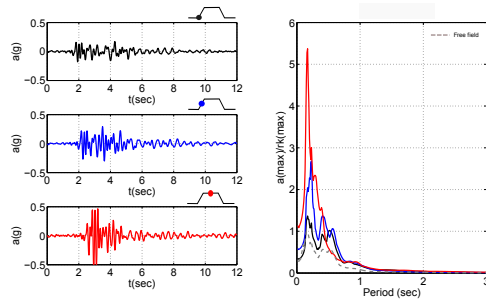 0.5
0
−0.5
a(g)
0 2 4 6 8 10 12
t(sec)
0.5
0
−0.5
a(g)
0 2 4 6 8 10 12
t(sec)
0.5
0
−0.5
a(g)
0 2 4 6 8 10 12
t(sec)
6
5
4
3
2
1
0
a(max)/rk(max)
Free field
0 1 2 3
Period (sec)